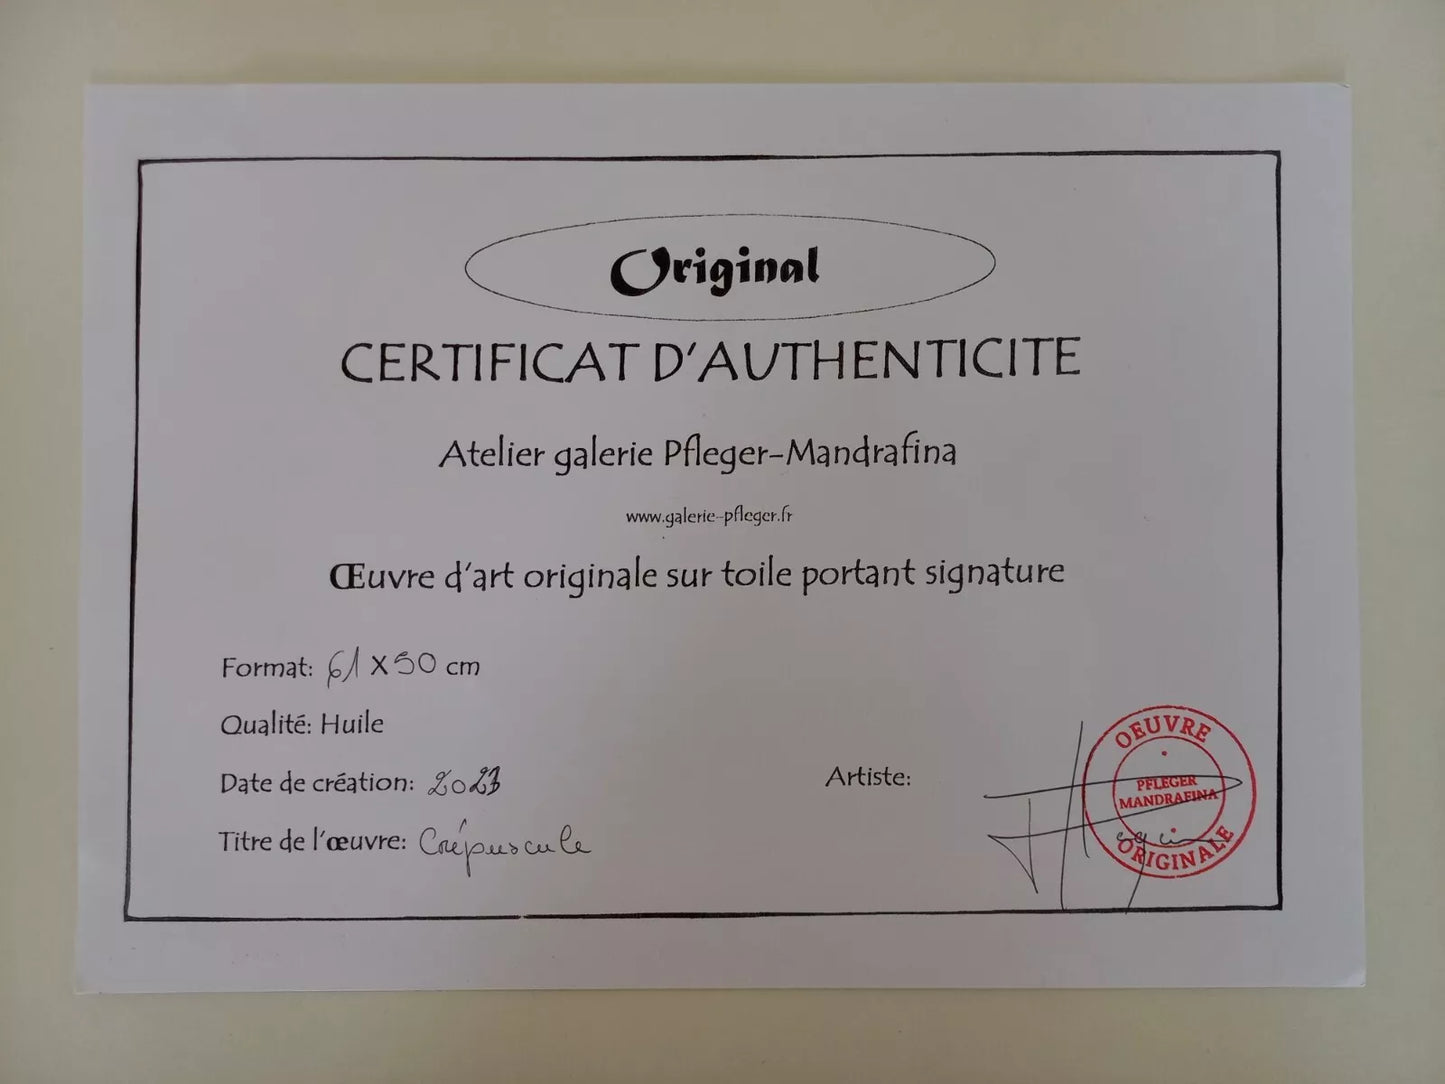 Original
CERTIFICAT D'AUTHENTICITE
Atelier galerie Pfleger-Mandrafina
www.galerie-pfleger.fr
Œuvre d'art originale sur toile portant signature
Format: 61 X 50 cm
Qualité: Huile
Date de création: 2023
Titre de l'œuvre: Crépuscule
Artiste:
OEUVRE
PFLEGER
MANDRAFINA
ORIGINALE